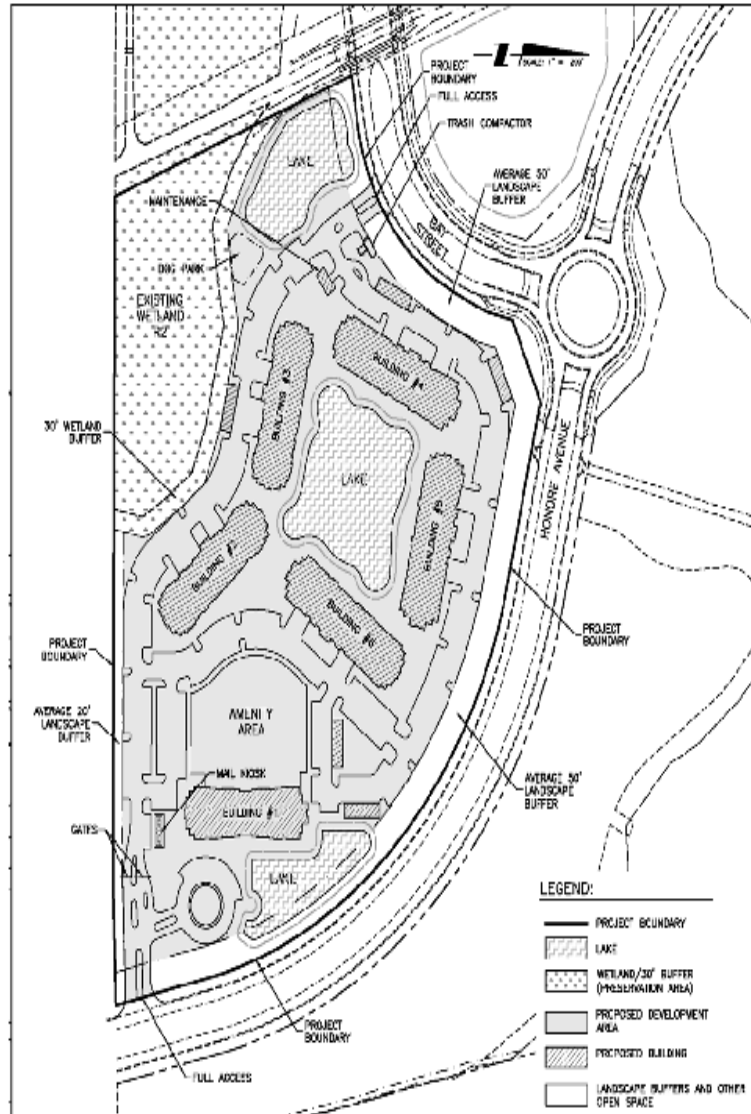 PROJECT
BOUNDARY
FULL ACCESS
TRASH COMPACTOR
AVERAGE 50'
LANDSCAPE
BUFFER
LAKE
MAINTENANCE
BAY
STREET
DOG PARK
EXISTING
WETLAND
BUILDING #3
BUILDING #4
30' WETLAND
BUFFER
LAKE
HONORE AVENUE
BUILDING #5
BUILDING
BUILDING #6
PROJECT
BOUNDARY
PROJECT
BOUNDARY
AVERAGE 20'
LANDSCAPE
BUFFER
AMENITY
AREA
MAIL KIOSK
AVERAGE 50'
LANDSCAPE
BUFFER
BUILDING #1
GATES
LAKE
PROJECT
BOUNDARY
FULL ACCESS
LEGEND:
PROJECT BOUNDARY
LAKE
WETLAND/30' BUFFER
(PRESERVATION AREA)
PROPOSED DEVELOPMENT
AREA
PROPOSED BUILDING
LANDSCAPE BUFFERS AND OTHER
OPEN SPACE